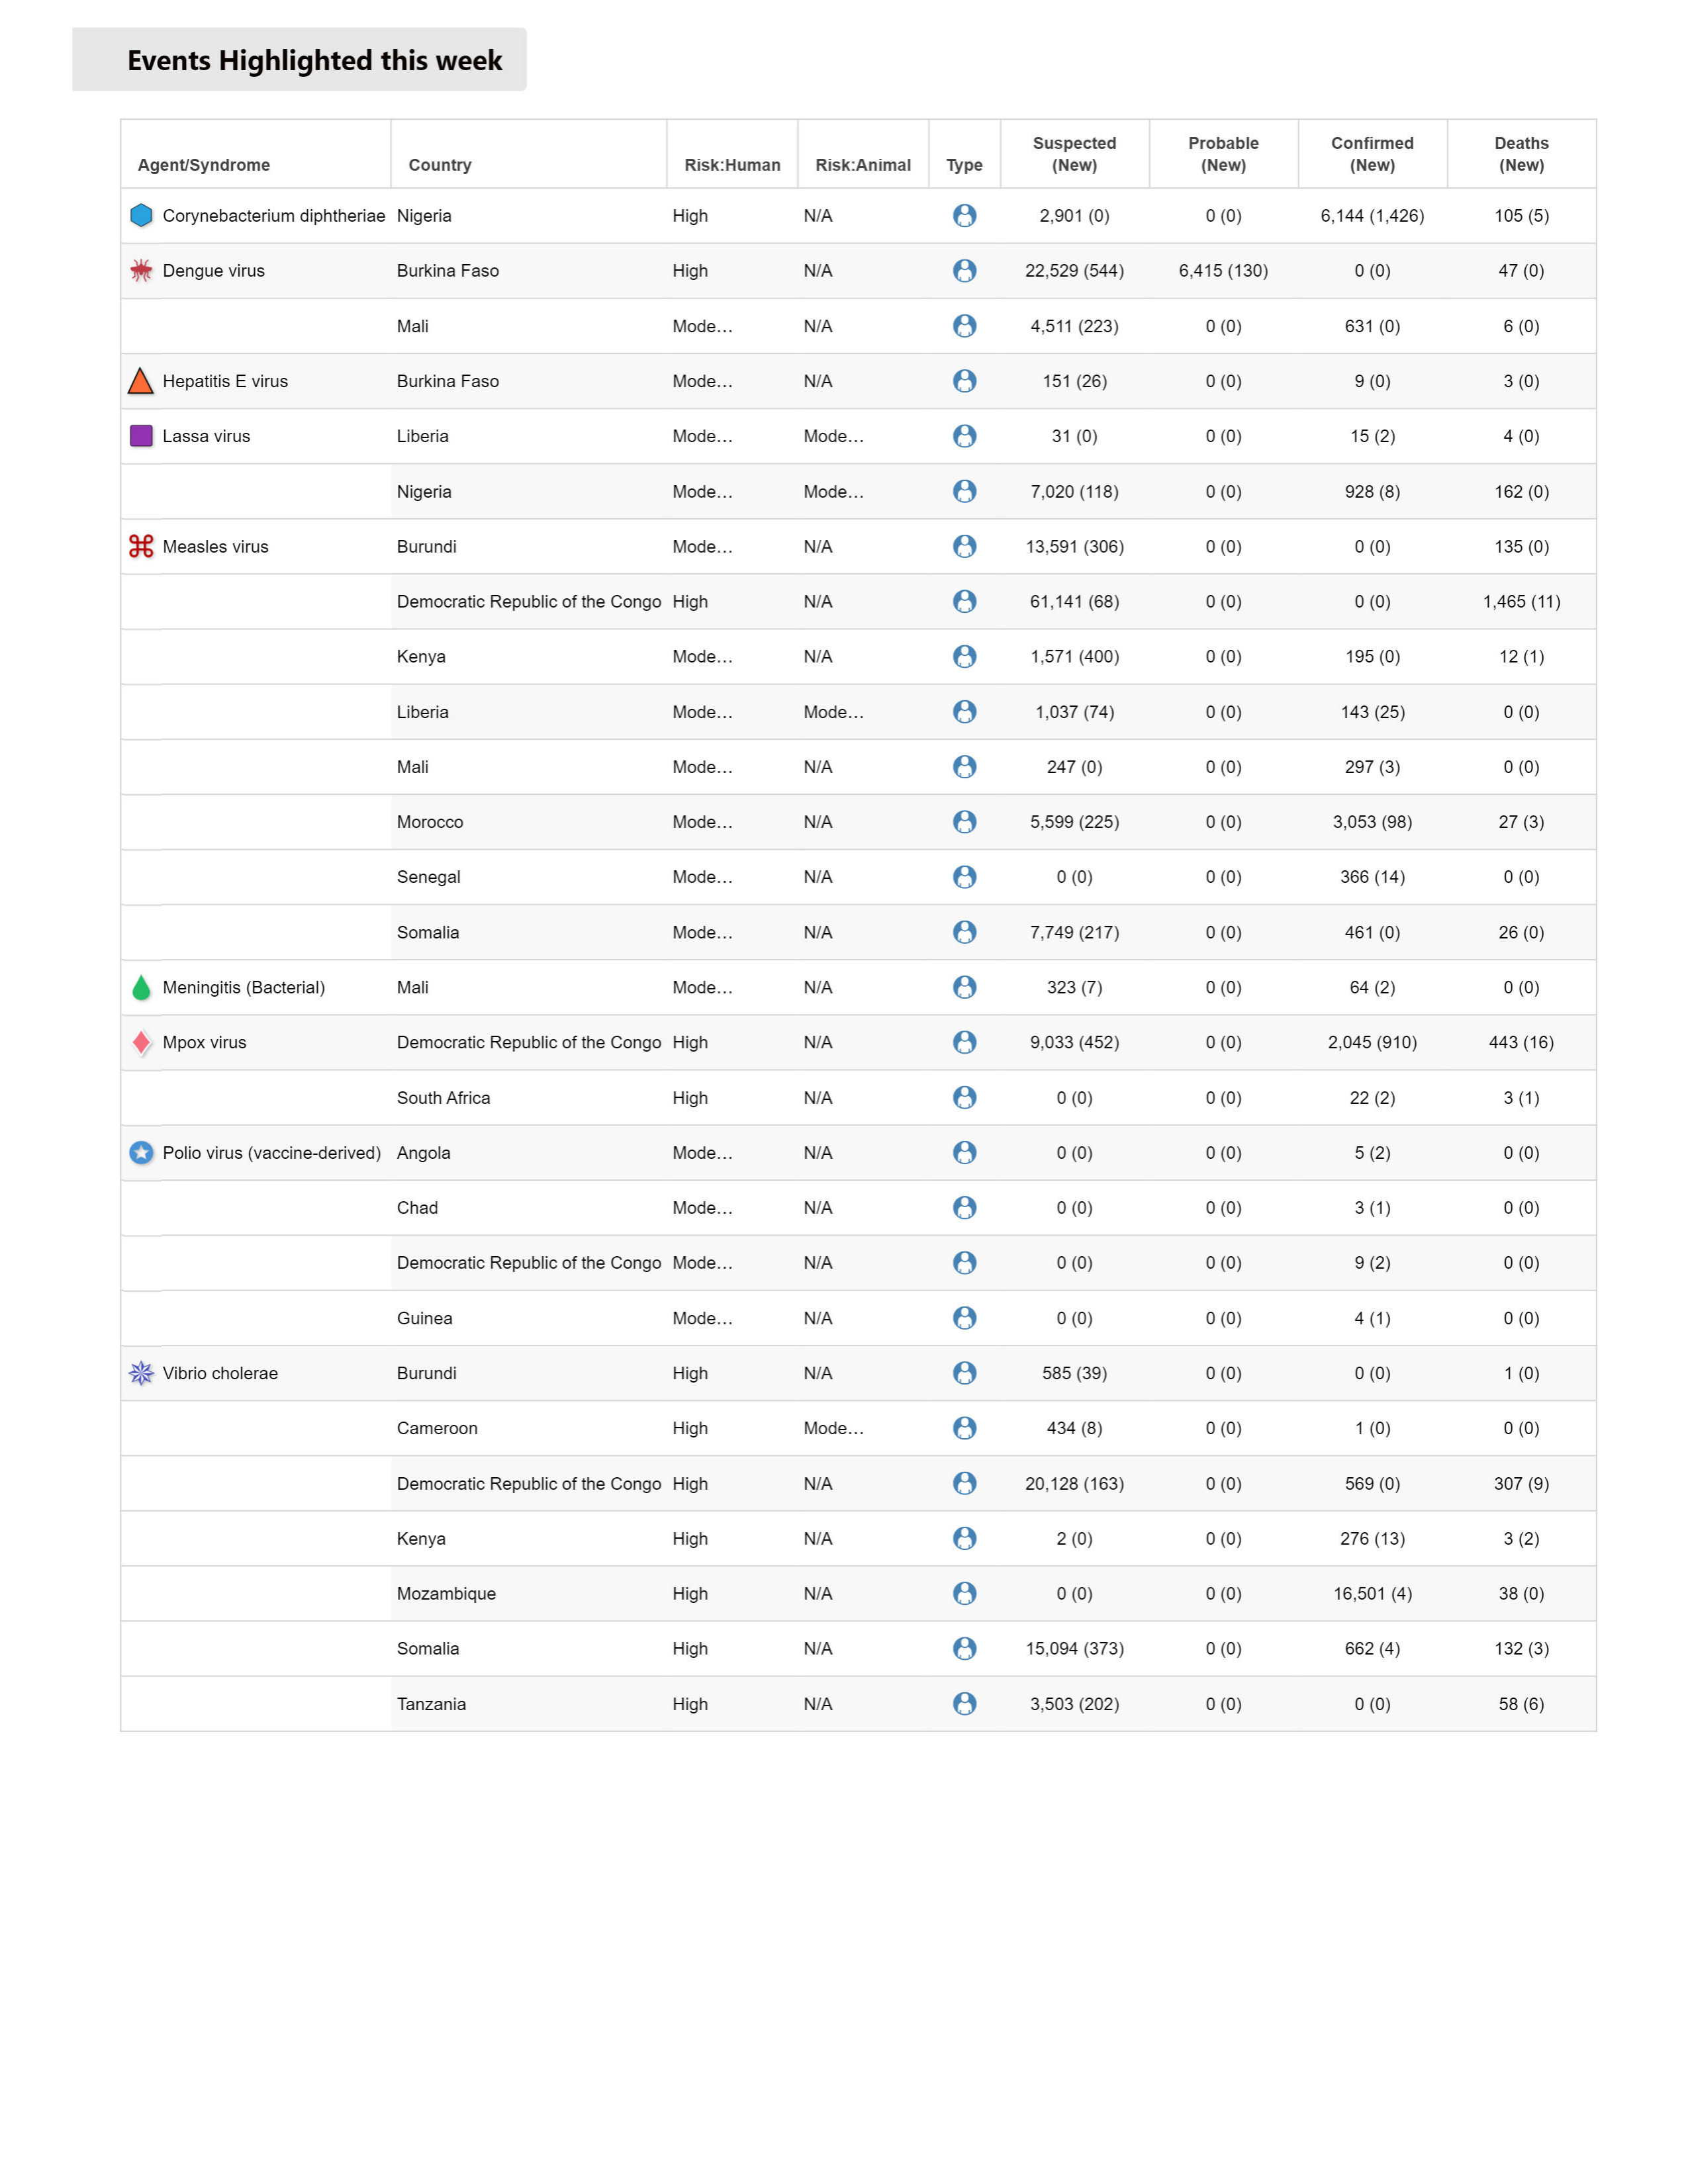 Events Highlighted this week
Agent/Syndrome Country Risk:Human Risk:Animal Type Suspected (New) Probable (New) Confirmed (New) Deaths (New)
Corynebacterium diphtheriae Nigeria High N/A 2,901 (0) 0 (0) 6,144 (1,426) 105 (5)
Dengue virus Burkina Faso High N/A 22,529 (544) 6,415 (130) 0 (0) 47 (0)
Mali Mode… N/A 4,511 (223) 0 (0) 631 (0) 6 (0)
Hepatitis E virus Burkina Faso Mode… N/A 151 (26) 0 (0) 9 (0) 3 (0)
Lassa virus Liberia Mode… Mode… 31 (0) 0 (0) 15 (2) 4 (0)
Nigeria Mode… Mode… 7,020 (118) 0 (0) 928 (8) 162 (0)
Measles virus Burundi Mode… N/A 13,591 (306) 0 (0) 0 (0) 135 (0)
Democratic Republic of the Congo High N/A 61,141 (68) 0 (0) 0 (0) 1,465 (11)
Kenya Mode… N/A 1,571 (400) 0 (0) 195 (0) 12 (1)
Liberia Mode… Mode… 1,037 (74) 0 (0) 143 (25) 0 (0)
Mali Mode… N/A 247 (0) 0 (0) 297 (3) 0 (0)
Morocco Mode… N/A 5,599 (225) 0 (0) 3,053 (98) 27 (3)
Senegal Mode… N/A 0 (0) 0 (0) 366 (14) 0 (0)
Somalia Mode… N/A 7,749 (217) 0 (0) 461 (0) 26 (0)
Meningitis (Bacterial) Mali Mode… N/A 323 (7) 0 (0) 64 (2) 0 (0)
Mpox virus Democratic Republic of the Congo High N/A 9,033 (452) 0 (0) 2,045 (910) 443 (16)
South Africa High N/A 0 (0) 0 (0) 22 (2) 3 (1)
Polio virus (vaccine-derived) Angola Mode… N/A 0 (0) 0 (0) 5 (2) 0 (0)
Chad Mode… N/A 0 (0) 0 (0) 3 (1) 0 (0)
Democratic Republic of the Congo Mode… N/A 0 (0) 0 (0) 9 (2) 0 (0)
Guinea Mode… N/A 0 (0) 0 (0) 4 (1) 0 (0)
Vibrio cholerae Burundi High N/A 585 (39) 0 (0) 0 (0) 1 (0)
Cameroon High Mode… 434 (8) 0 (0) 1 (0) 0 (0)
Democratic Republic of the Congo High N/A 20,128 (163) 0 (0) 569 (0) 307 (9)
Kenya High N/A 2 (0) 0 (0) 276 (13) 3 (2)
Mozambique High N/A 0 (0) 0 (0) 16,501 (4) 38 (0)
Somalia High N/A 15,094 (373) 0 (0) 662 (4) 132 (3)
Tanzania High N/A 3,503 (202) 0 (0) 0 (0) 58 (6)